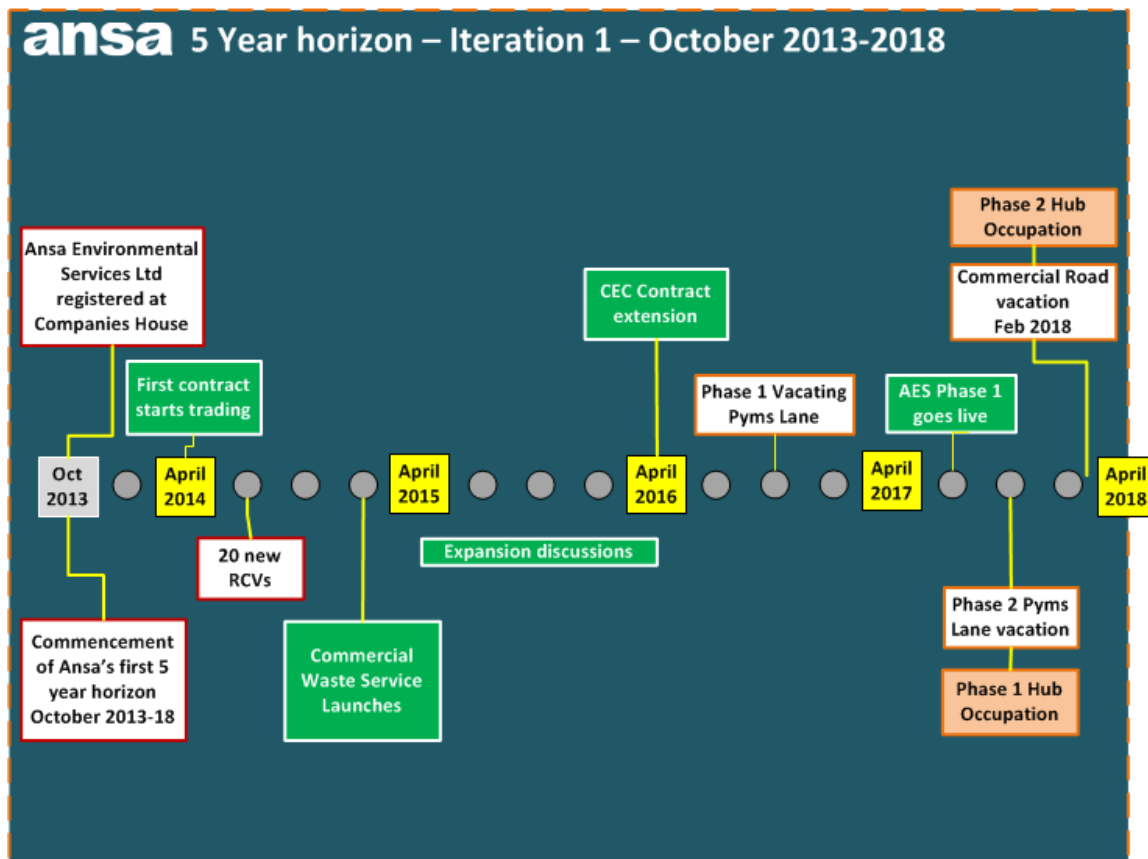 ansa 5 Year horizon – Iteration 1 – October 2013-2018
Phase 2 Hub
Occupation
Ansa Environmental
Services Ltd
registered at
Companies House
Commercial Road
vacation
Feb 2018
CEC Contract
extension
First contract
starts trading
Phase 1 Vacating
Pyms Lane
AES Phase 1
goes live
Oct
2013
April
2014
April
2015
April
2016
April
2017
April
2018
20 new
RCVs
Expansion discussions
Commencement
of Ansa’s first 5
year horizon
October 2013-18
Commercial
Waste Service
Launches
Phase 2 Pyms
Lane vacation
Phase 1 Hub
Occupation